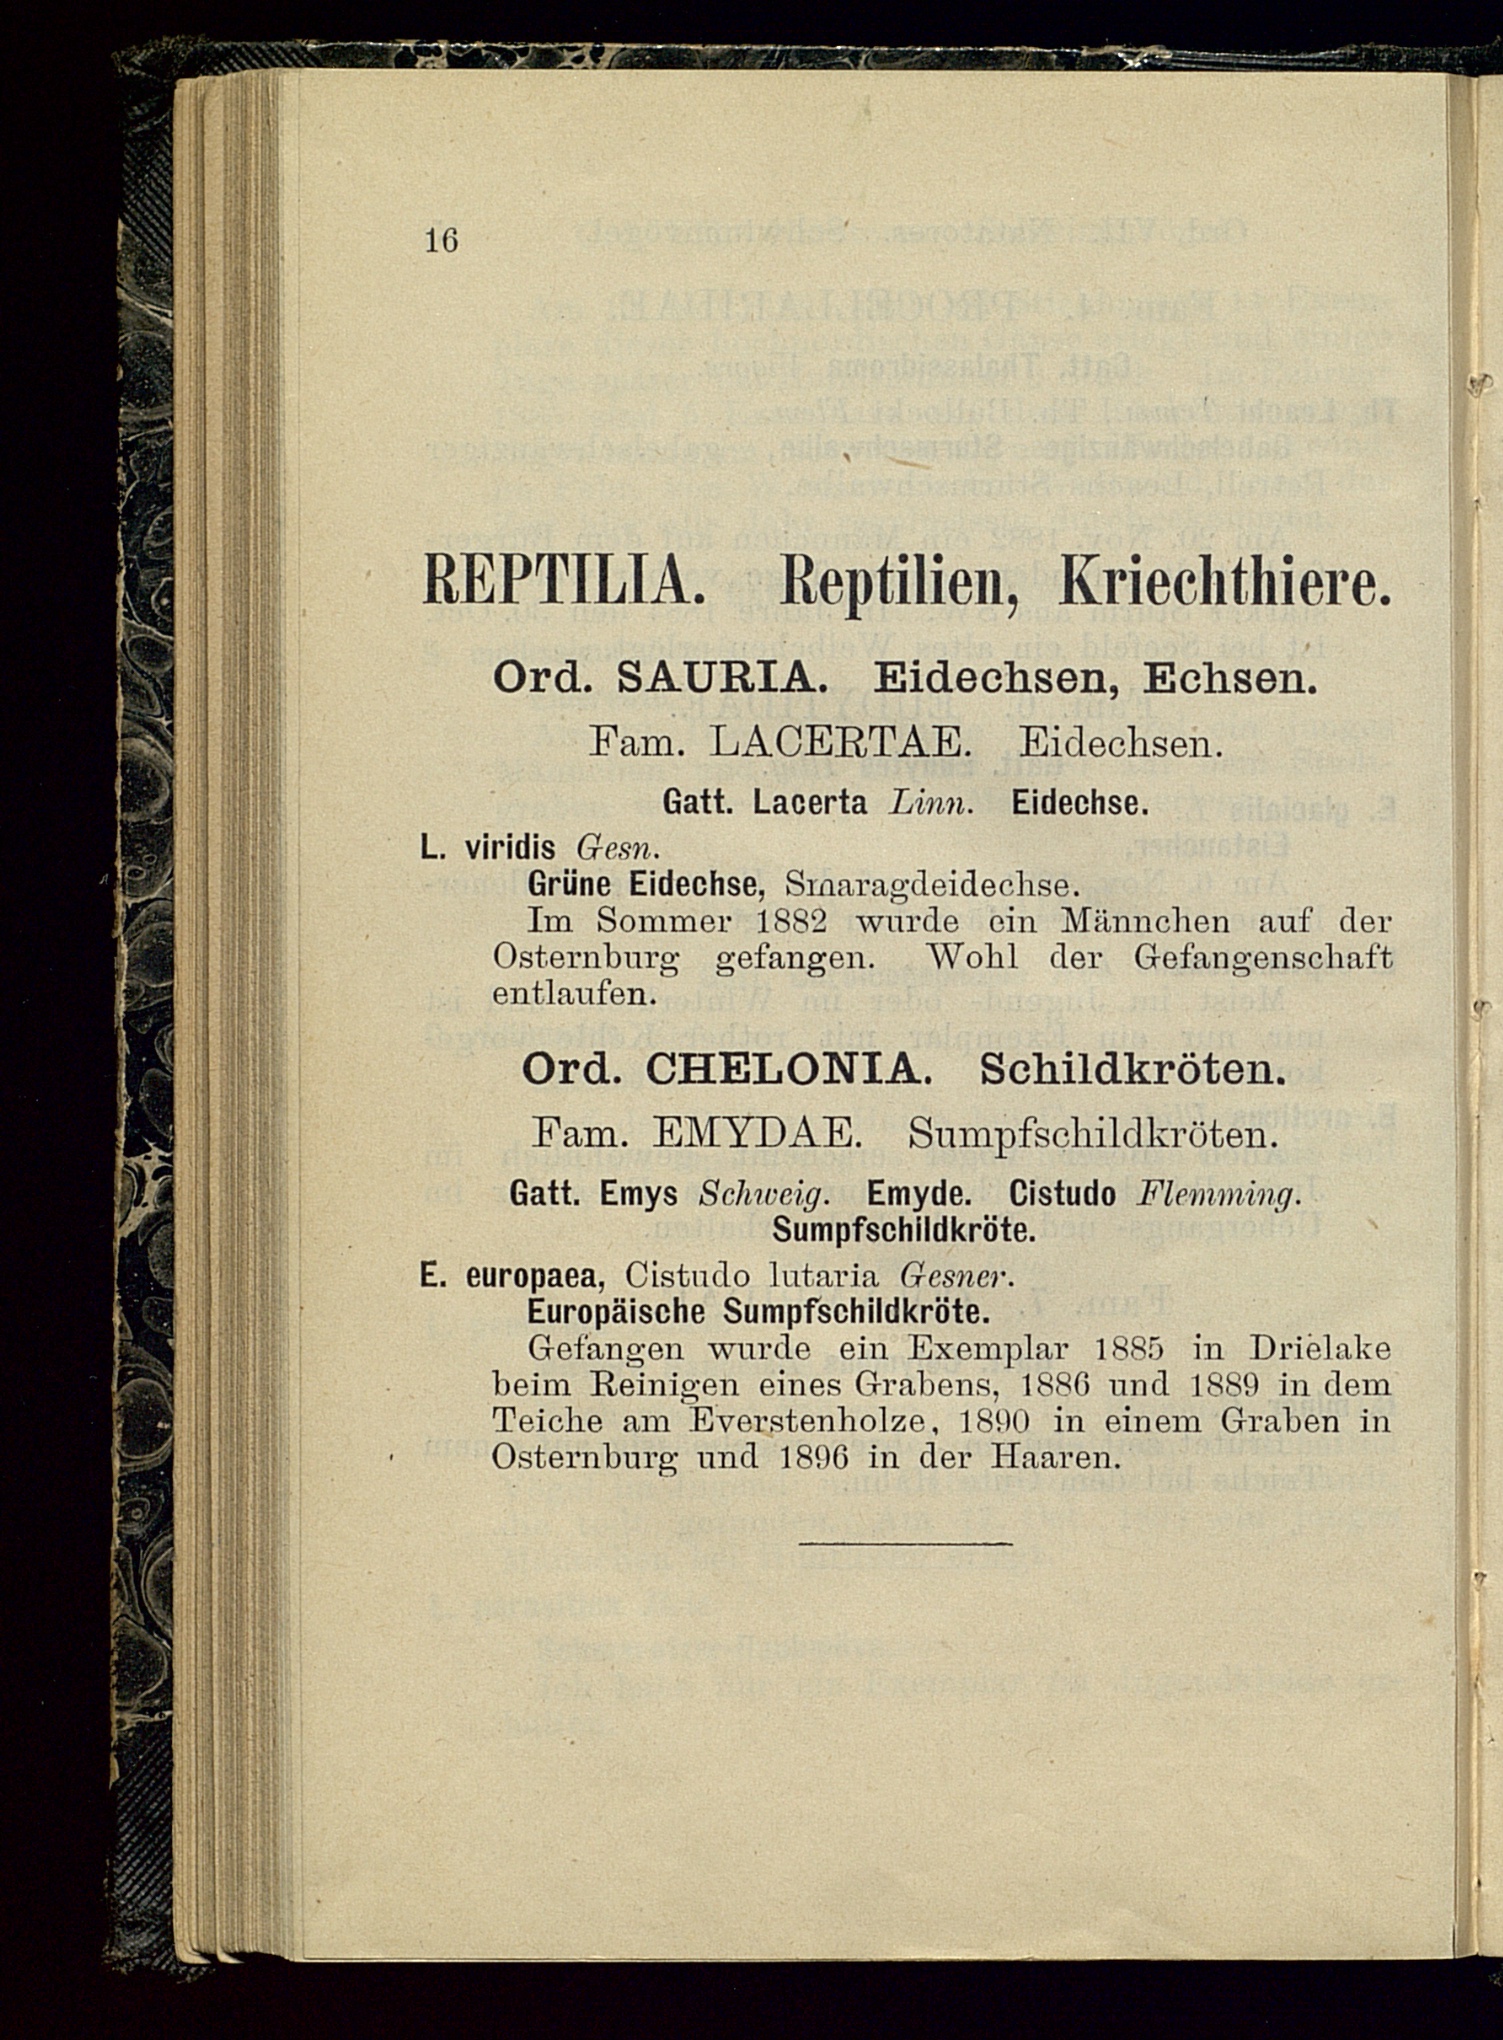 16
REPTILIA. Reptilien, Kriechthiere.
Ord. SAURIA. Eidechsen, Echsen.
Fam. LACERTAE. Eidechsen.
Gatt. Lacerta Linn. Eidechse.
L. viridis Gesn.
Grüne Eidechse, Smaragdeidechse.
Im Sommer 1882 wurde ein Männchen auf der
Osternburg gefangen. Wohl der Gefangenschaft
entlaufen.
Ord. CHELONIA. Schildkröten.
Fam. EMYDAE. Sumpfschildkröten.
Gatt. Emys Schweig. Emyde. Cistudo Flemming.
Sumpfschildkröte.
E. europaea, Cistudo lutaria Gesner.
Europäische Sumpfschildkröte.
Gefangen wurde ein Exemplar 1885 in Drielake
beim Reinigen eines Grabens, 1886 und 1889 in dem
Teiche am Everstenholze, 1890 in einem Graben in
Osternburg und 1896 in der Haaren.